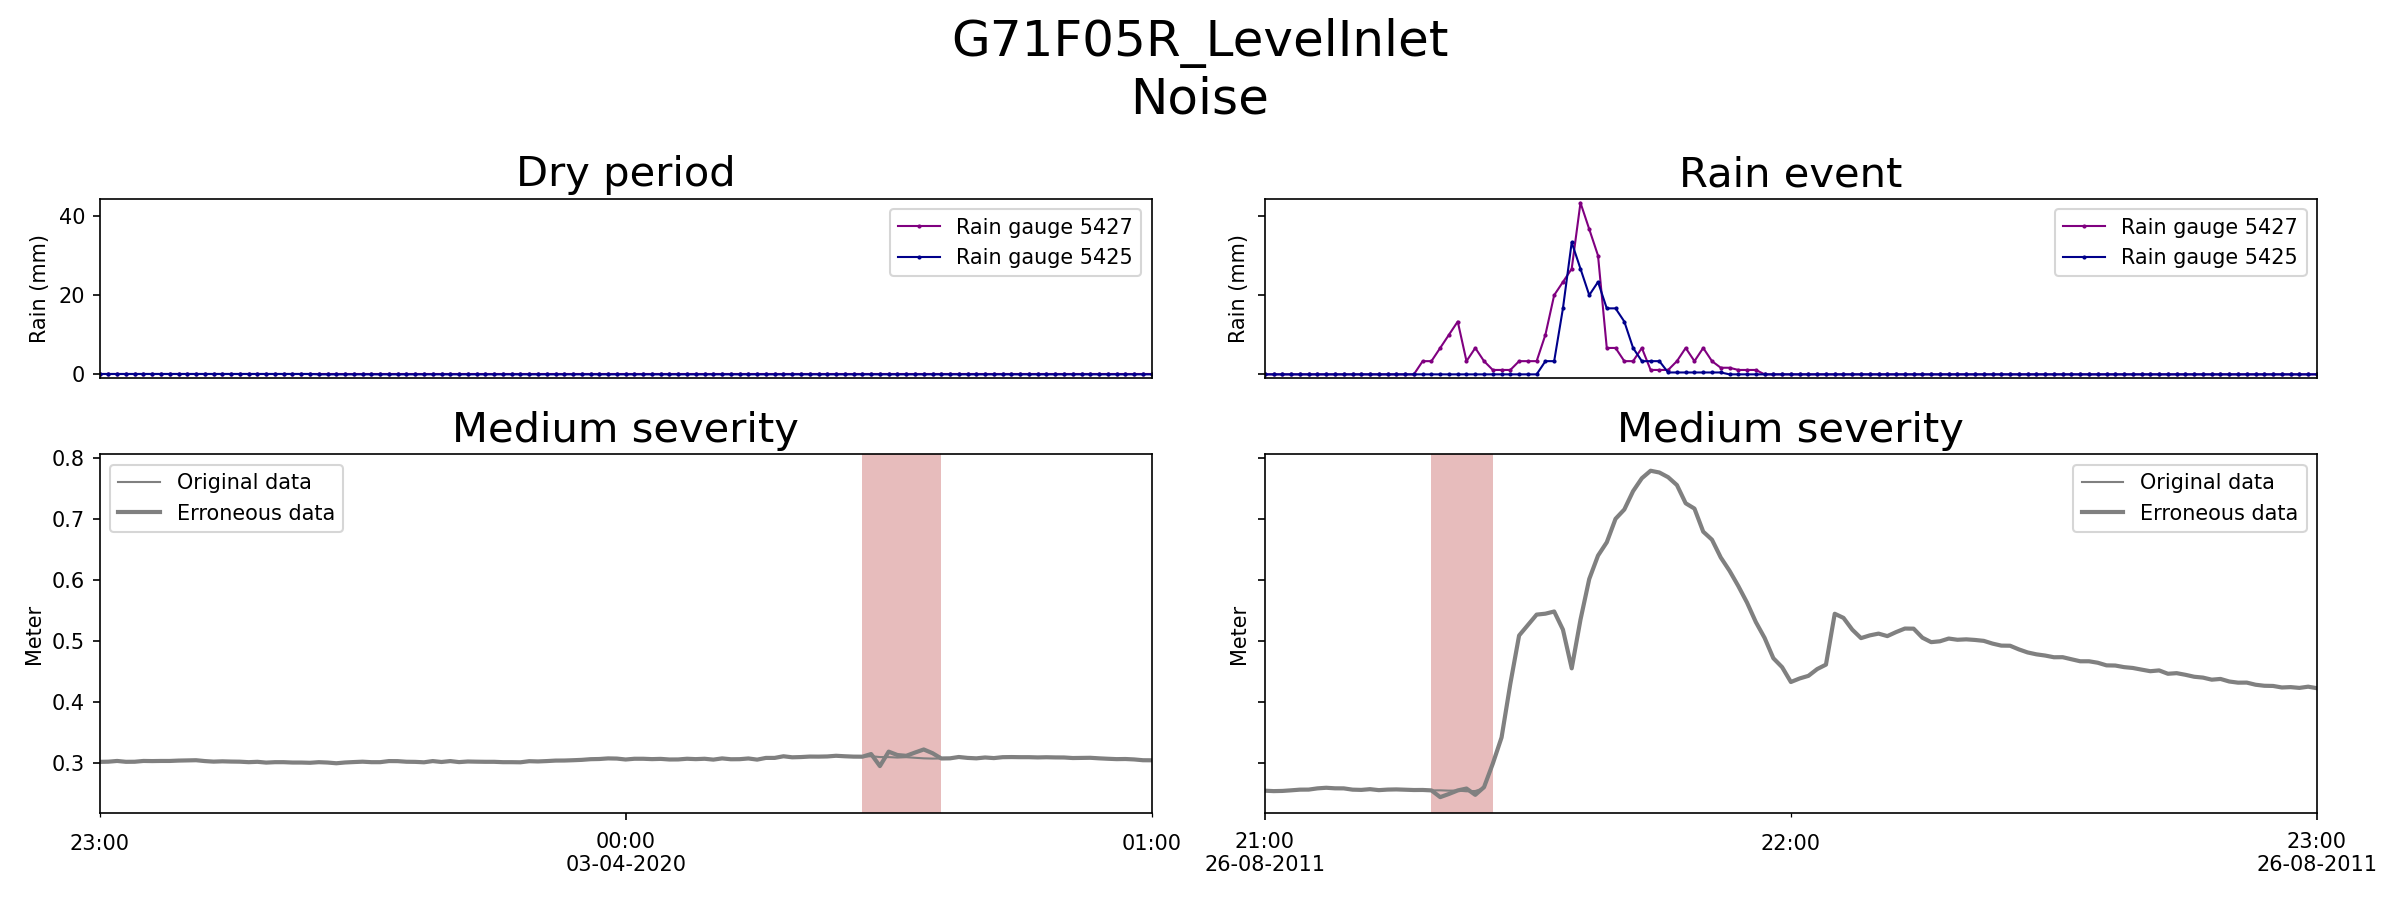 G71F05R_LevelInlet
Noise
Dry period
Rain event
40
20
0
Rain (mm)
Rain gauge 5427
Rain gauge 5425
Rain (mm)
Rain gauge 5427
Rain gauge 5425
Medium severity
Medium severity
0.8
0.7
0.6
0.5
0.4
0.3
Meter
Original data
Erroneous data
Meter
Original data
Erroneous data
23:00
00:00
03-04-2020
01:00
21:00
26-08-2011
22:00
23:00
26-08-2011